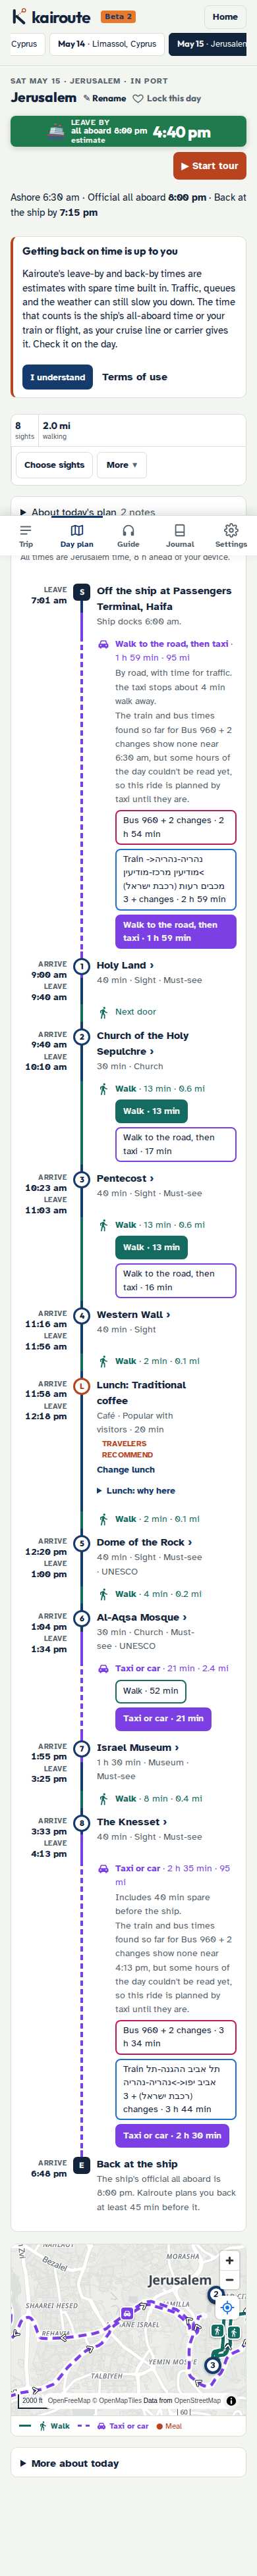 kairoute Beta 2 Home
Cyprus May 14 · Limassol, Cyprus May 15 · Jerusalem
SAT MAY 15 · JERUSALEM · IN PORT
Jerusalem ✎ Rename Lock this day
LEAVE BY
all aboard 8:00 pm
estimate
4:40 pm
▶ Start tour
Ashore 6:30 am · Official all aboard 8:00 pm · Back at
the ship by 7:15 pm
Getting back on time is up to you
Kairoute's leave-by and back-by times are
estimates with spare time built in. Traffic, queues
and the weather can still slow you down. The time
that counts is the ship's all-aboard time or your
train or flight, as your cruise line or carrier gives
it. Check it on the day.
I understand Terms of use
8
sights
2.0 mi
walking
Choose sights More ▾
▶ About today's plan 2 notes
Trip Day plan Guide Journal Settings
All times are Jerusalem time, 8 h ahead of your device.
LEAVE
7:01 am
S
Off the ship at Passengers
Terminal, Haifa
Ship docks 6:00 am.
Walk to the road, then taxi ·
1 h 59 min · 95 mi
By road, with time for traffic.
the taxi stops about 4 min
walk away.
The train and bus times
found so far for Bus 960 + 2
changes show none near
6:30 am, but some hours of
the day couldn't be read yet,
so this ride is planned by
taxi until they are.
Bus 960 + 2 changes · 2
h 54 min
Train נהריה-נהריה<-
מודיעין מרכז-מודיעין<
מכבים רעות (רכבת ישראל)
+ 3 changes · 2 h 59 min
Walk to the road, then
taxi · 1 h 59 min
ARRIVE
9:00 am
LEAVE
9:40 am
1
Holy Land ›
40 min · Sight · Must-see
Next door
ARRIVE
9:40 am
LEAVE
10:10 am
2
Church of the Holy
Sepulchre ›
30 min · Church
Walk · 13 min · 0.6 mi
Walk · 13 min
Walk to the road, then
taxi · 17 min
ARRIVE
10:23 am
LEAVE
11:03 am
3
Pentecost ›
40 min · Sight · Must-see
Walk · 13 min · 0.6 mi
Walk · 13 min
Walk to the road, then
taxi · 16 min
ARRIVE
11:16 am
LEAVE
11:56 am
4
Western Wall ›
40 min · Sight
Walk · 2 min · 0.1 mi
ARRIVE
11:58 am
LEAVE
12:18 pm
L
Lunch: Traditional
coffee
Café · Popular with
visitors · 20 min
TRAVELERS
RECOMMEND
Change lunch
▶ Lunch: why here
Walk · 2 min · 0.1 mi
ARRIVE
12:20 pm
LEAVE
1:00 pm
5
Dome of the Rock ›
40 min · Sight · Must-see
· UNESCO
Walk · 4 min · 0.2 mi
ARRIVE
1:04 pm
LEAVE
1:34 pm
6
Al-Aqsa Mosque ›
30 min · Church · Must-
see · UNESCO
Taxi or car · 21 min · 2.4 mi
Walk · 52 min
Taxi or car · 21 min
ARRIVE
1:55 pm
LEAVE
3:25 pm
7
Israel Museum ›
1 h 30 min · Museum ·
Must-see
Walk · 8 min · 0.4 mi
ARRIVE
3:33 pm
LEAVE
4:13 pm
8
The Knesset ›
40 min · Sight · Must-see
Taxi or car · 2 h 35 min · 95
mi
Includes 40 min spare
before the ship.
The train and bus times
found so far for Bus 960 + 2
changes show none near
4:13 pm, but some hours of
the day couldn't be read yet,
so this ride is planned by
taxi until they are.
Bus 960 + 2 changes · 3
h 34 min
Train תל אביב ההגנה-תל
אביב יפו<->נהריה-נהריה
(רכבת ישראל) + 3
changes · 3 h 44 min
Taxi or car · 2 h 30 min
ARRIVE
6:48 pm
E
Back at the ship
The ship's official all aboard is
8:00 pm. Kairoute plans you back
at least 45 min before it.
Bezalel
MORASHA
Jerusalem
SHAAREI HESED
REHAVIA
TALBIYEH
2
3
60
+
−
2000 ft OpenFreeMap © OpenMapTiles Data from OpenStreetMap
Walk Taxi or car Meal
▶ More about today